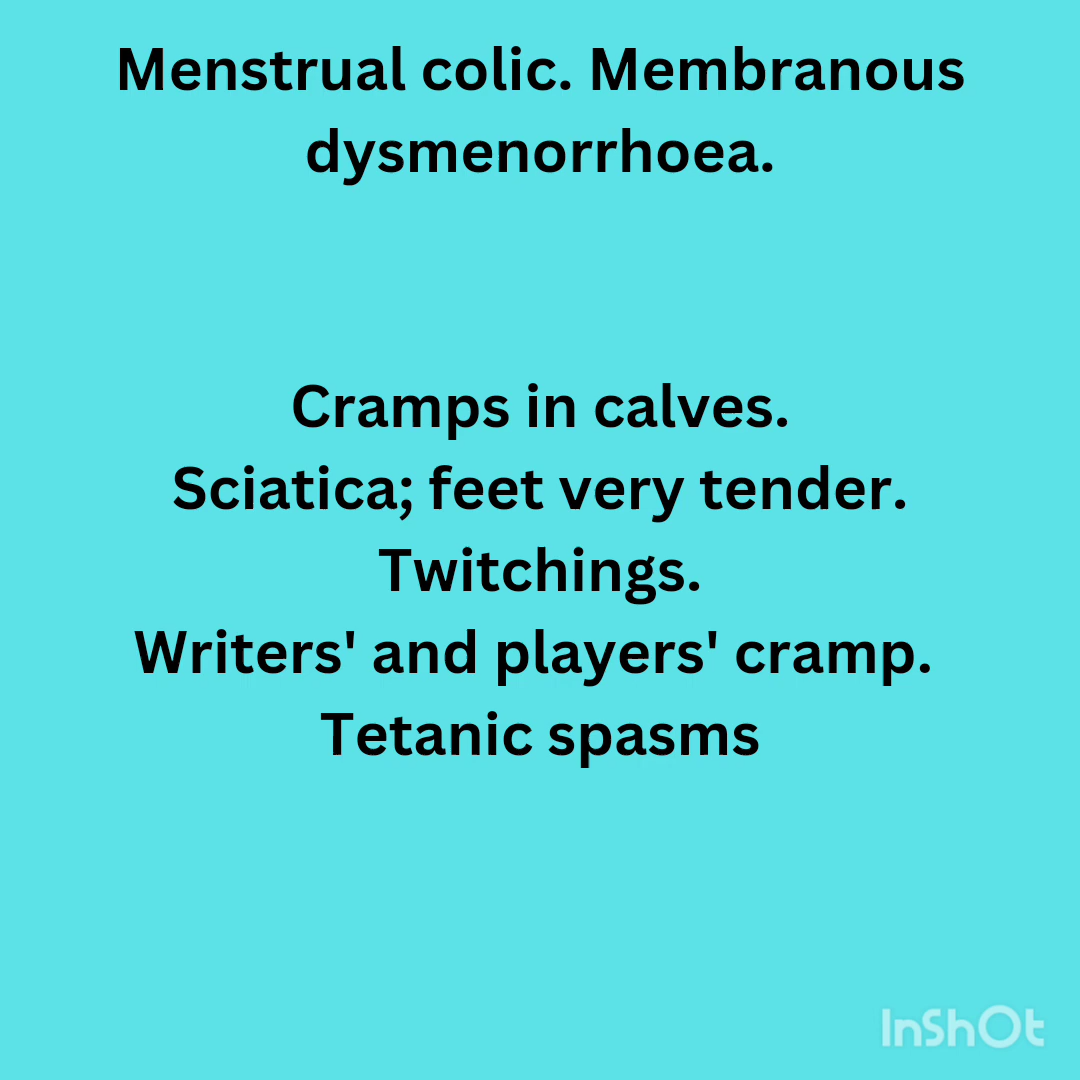 Menstrual colic. Membranous
dysmenorrhoea.
Cramps in calves.
Sciatica; feet very tender.
Twitchings.
Writers' and players' cramp.
Tetanic spasms
InShOt